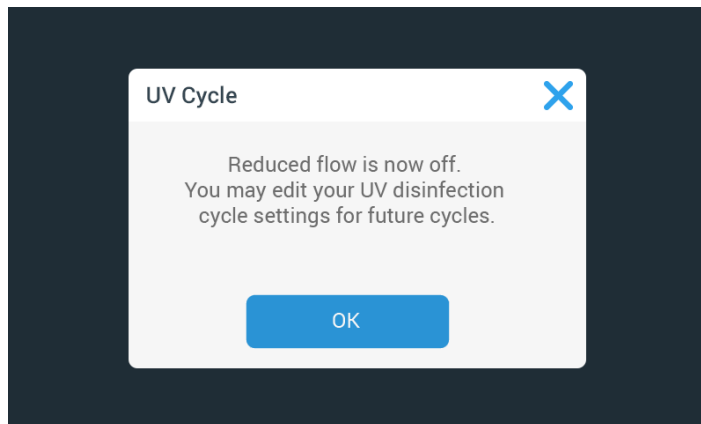 UV Cycle
Reduced flow is now off.
You may edit your UV disinfection
cycle settings for future cycles.
OK